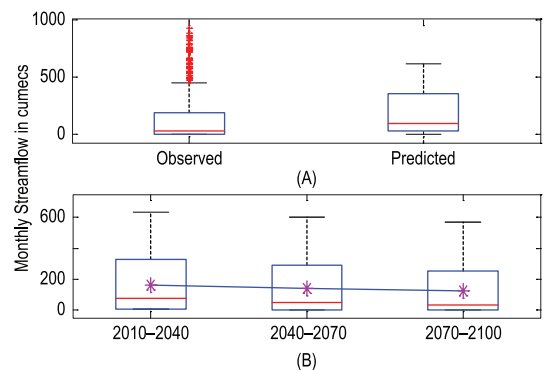 Monthly Streamflow in cumecs
1000
500
0
Observed
Predicted
(A)
600
200
0
2010–2040
2040–2070
2070–2100
(B)